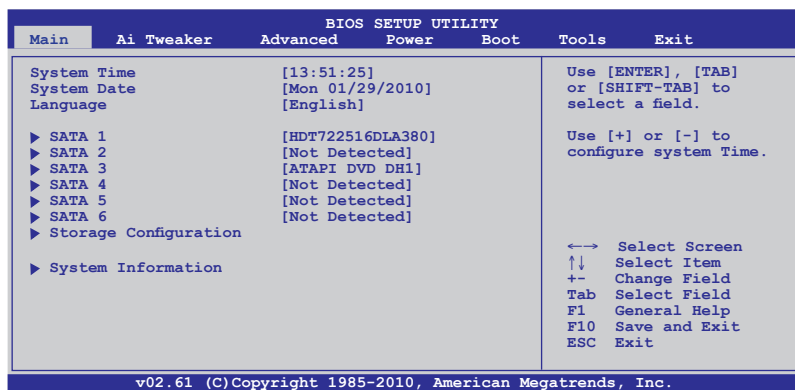 BIOS SETUP UTILITY
Main Ai Tweaker Advanced Power Boot Tools Exit
System Time [13:51:25]
System Date [Mon 01/29/2010]
Language [English]
▶ SATA 1 [HDT722516DLA380]
▶ SATA 2 [Not Detected]
▶ SATA 3 [ATAPI DVD DH1]
▶ SATA 4 [Not Detected]
▶ SATA 5 [Not Detected]
▶ SATA 6 [Not Detected]
▶ Storage Configuration
▶ System Information
Use [ENTER], [TAB]
or [SHIFT-TAB] to
select a field.
Use [+] or [-] to
configure system Time.
←→ Select Screen
↑↓ Select Item
+- Change Field
Tab Select Field
F1 General Help
F10 Save and Exit
ESC Exit
v02.61 (C)Copyright 1985-2010, American Megatrends, Inc.